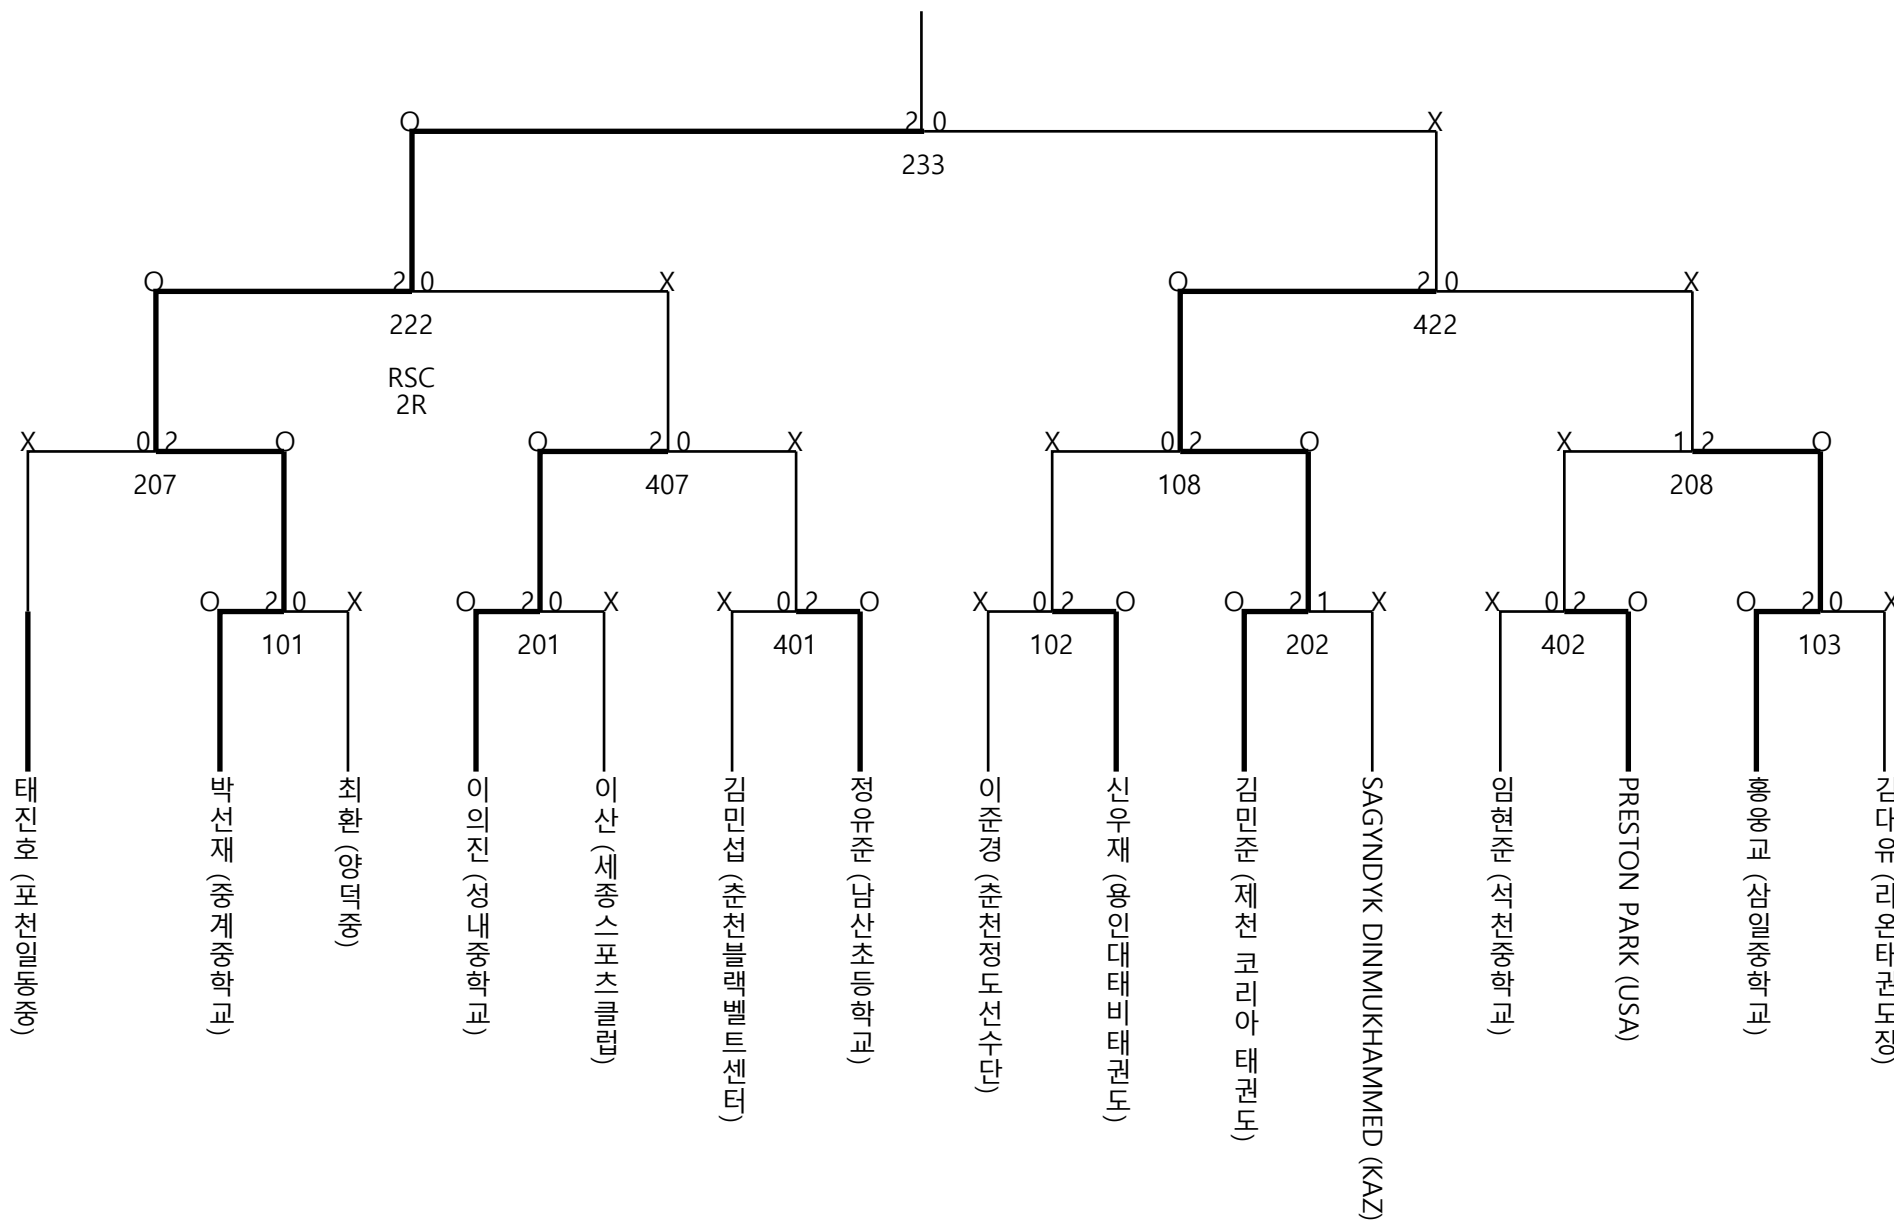 O 2 0 X
233
O 2 0 X O 2 0 X
222 422
RSC
2R
X 0 2 O O 2 0 X X 0 2 O X 1 2 O
207 407 108 208
O 2 0 X O 2 0 X X 0 2 O X 0 2 O O 2 1 X X 0 2 O O 2 0 X
101 201 401 102 202 402 103
태진호 (포천일동중)
박선재 (중계중학교)
최환 (양덕중)
이의진 (성내중학교)
이산 (세종스포츠클럽)
김민섭 (춘천블랙벨트센터)
정유준 (남산초등학교)
이준경 (춘천정도선수단)
신우재 (용인대태비태권도)
김민준 (제천 코리아 태권도)
SAGYNDYK DINMUKHAMMED (KAZ)
임현준 (석천중학교)
PRESTON PARK (USA)
홍웅교 (삼일중학교)